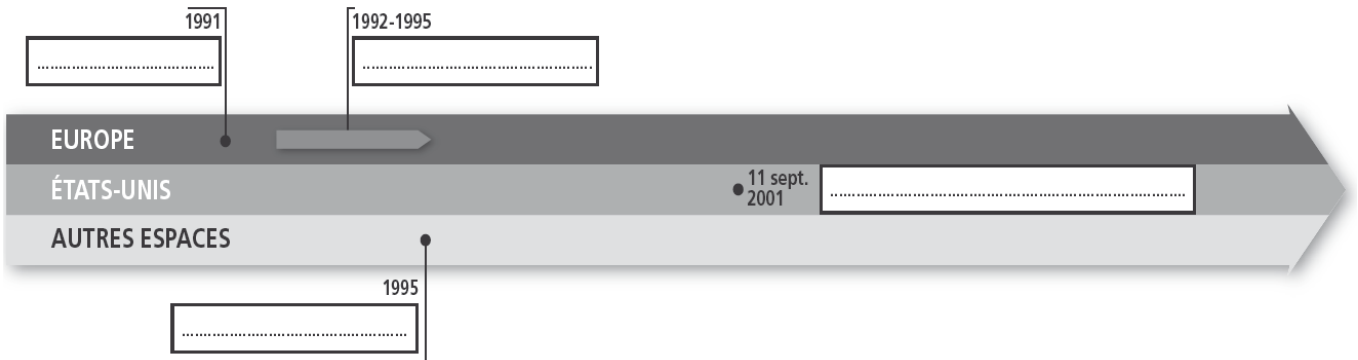 1991
1992-1995
........................................
................................................
EUROPE
ÉTATS-UNIS
11 sept.
2001
...........................................................................
AUTRES ESPACES
1995
................................................